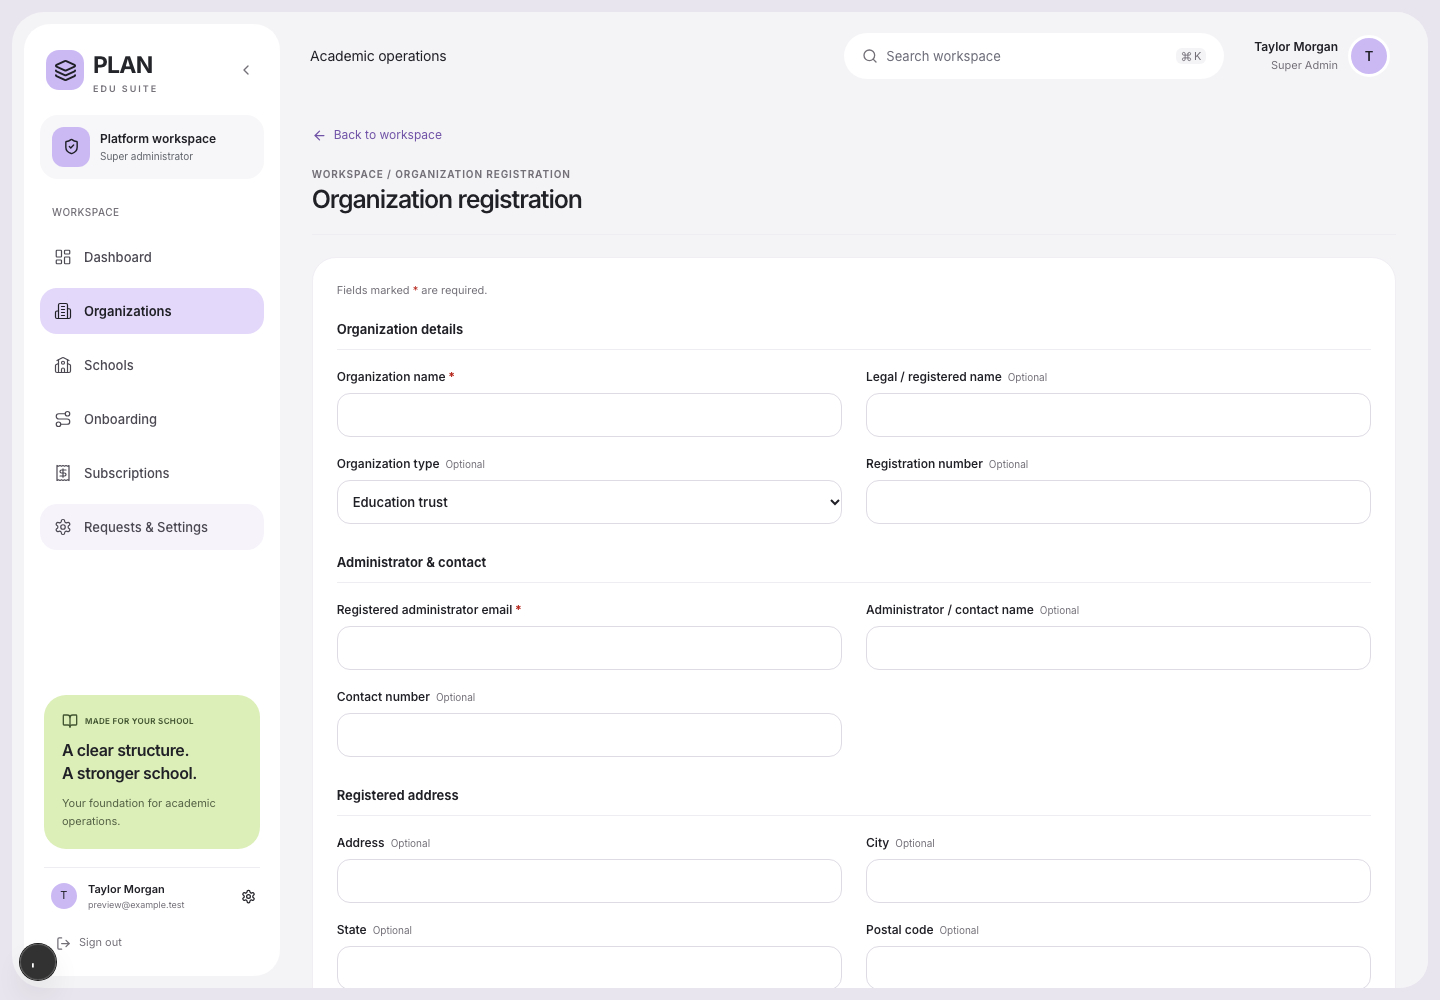 PLAN
EDU SUITE
Platform workspace
Super administrator
WORKSPACE
Dashboard
Organizations
Schools
Onboarding
Subscriptions
Requests & Settings
MADE FOR YOUR SCHOOL
A clear structure.
A stronger school.
Your foundation for academic
operations.
T
Taylor Morgan
preview@example.test
Sign out
Academic operations
Search workspace
⌘K
Taylor Morgan
Super Admin
T
Back to workspace
WORKSPACE / ORGANIZATION REGISTRATION
Organization registration
Fields marked * are required.
Organization details
Organization name *
Legal / registered name Optional
Organization type Optional
Education trust
Registration number Optional
Administrator & contact
Registered administrator email *
Administrator / contact name Optional
Contact number Optional
Registered address
Address Optional
City Optional
State Optional
Postal code Optional